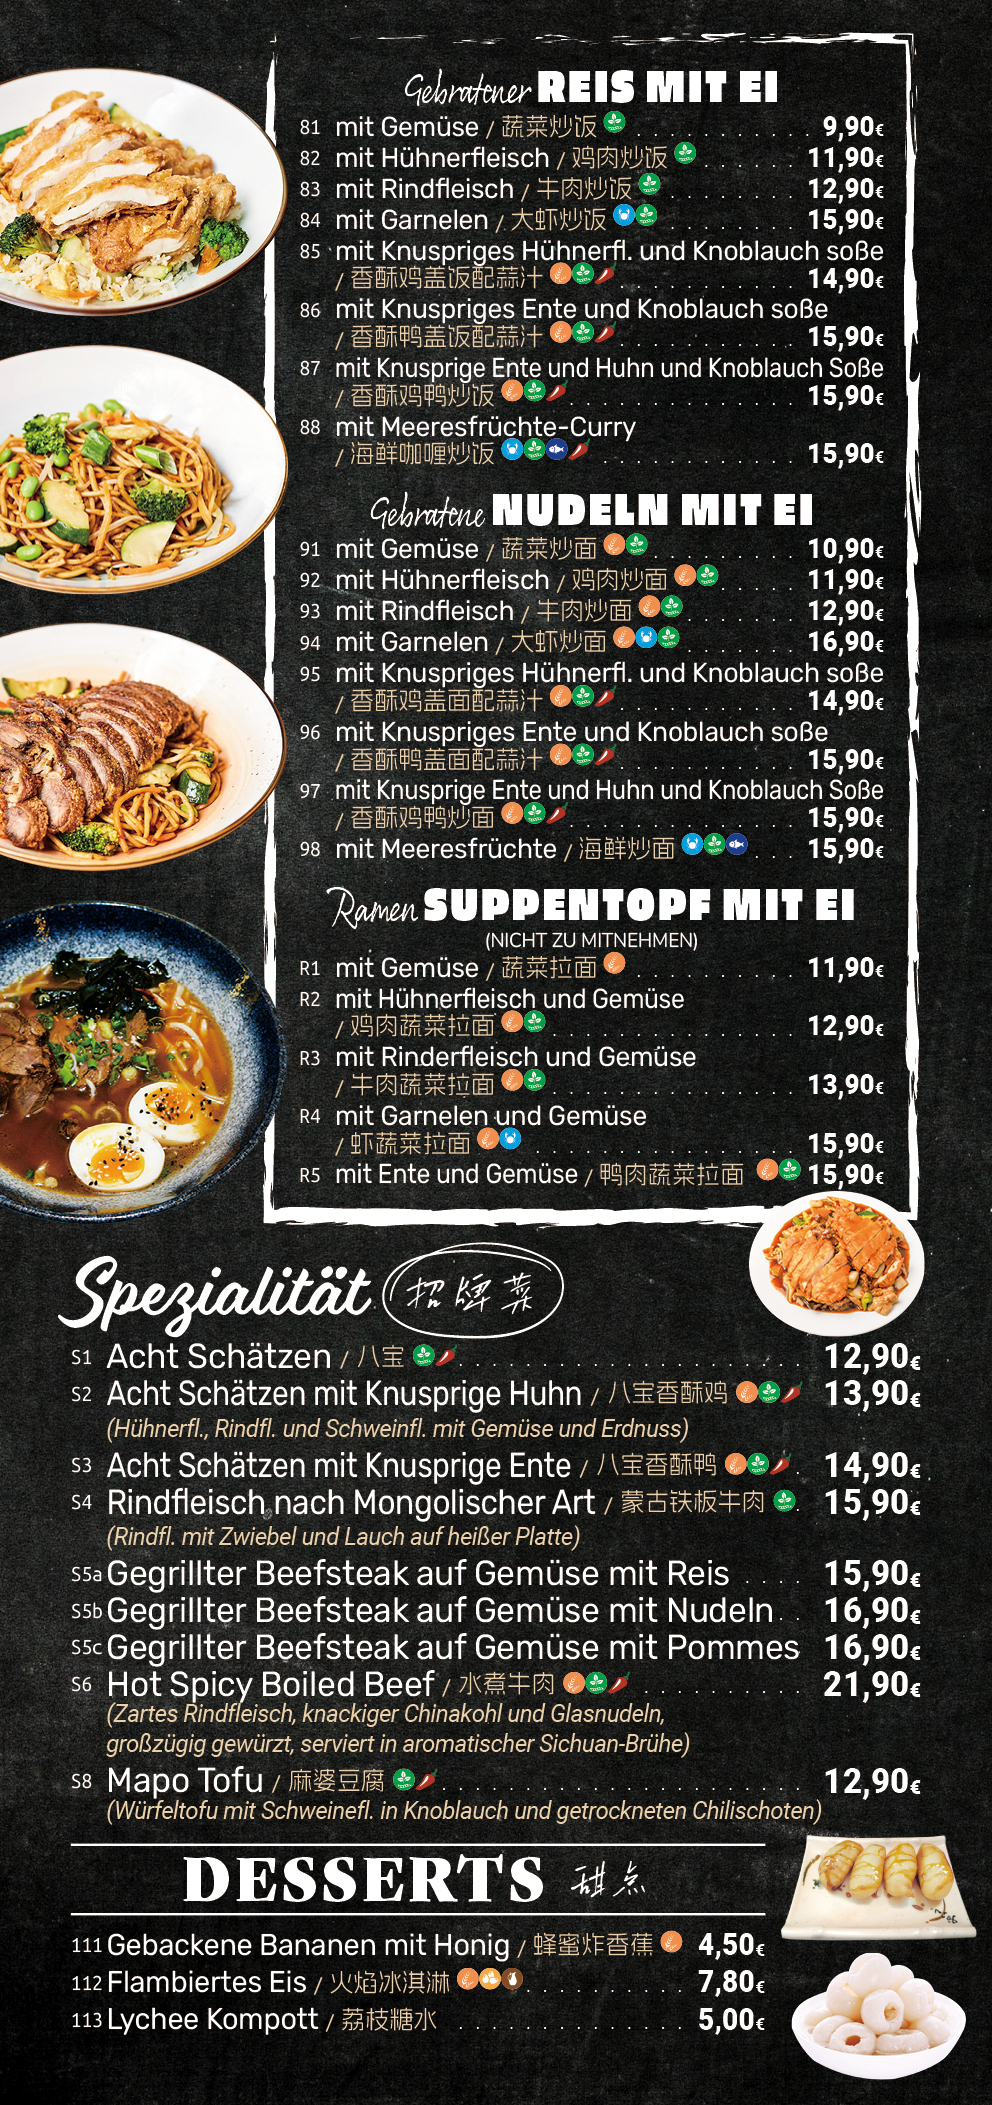 Gebratener REIS MIT EI
81 mit Gemüse / 蔬菜炒饭 . . . . . . . . . . . 9,90€
82 mit Hühnerfleisch / 鸡肉炒饭 . . . . . . 11,90€
83 mit Rindfleisch / 牛肉炒饭 . . . . . . . . 12,90€
84 mit Garnelen / 大虾炒饭 . . . . . . . . 15,90€
85 mit Knuspriges Hühnerfl. und Knoblauch soße
/ 香酥鸡盖饭配蒜汁 . . . . . . . . . . . 14,90€
86 mit Knuspriges Ente und Knoblauch soße
/ 香酥鸭盖饭配蒜汁 . . . . . . . . . . . 15,90€
87 mit Knusprige Ente und Huhn und Knoblauch Soße
/ 香酥鸡鸭炒饭 . . . . . . . . . . . . . . 15,90€
88 mit Meeresfrüchte-Curry
/ 海鲜咖喱炒饭 . . . . . . . . . . . . 15,90€
Gebratene NUDELN MIT EI
91 mit Gemüse / 蔬菜炒面 . . . . . . . . . 10,90€
92 mit Hühnerfleisch / 鸡肉炒面 . . . . . 11,90€
93 mit Rindfleisch / 牛肉炒面 . . . . . . . 12,90€
94 mit Garnelen / 大虾炒面 . . . . . . . 16,90€
95 mit Knuspriges Hühnerfl. und Knoblauch soße
/ 香酥鸡盖面配蒜汁 . . . . . . . . . . . 14,90€
96 mit Knuspriges Ente und Knoblauch soße
/ 香酥鸭盖面配蒜汁 . . . . . . . . . . . 15,90€
97 mit Knusprige Ente und Huhn und Knoblauch Soße
/ 香酥鸡鸭炒面 . . . . . . . . . . . . . . 15,90€
98 mit Meeresfrüchte / 海鲜炒面 . . . 15,90€
Ramen SUPPENTOPF MIT EI
(NICHT ZU MITNEHMEN)
R1 mit Gemüse / 蔬菜拉面 . . . . . . . . . . 11,90€
R2 mit Hühnerfleisch und Gemüse
/ 鸡肉蔬菜拉面 . . . . . . . . . . . . . . . 12,90€
R3 mit Rinderfleisch und Gemüse
/ 牛肉蔬菜拉面 . . . . . . . . . . . . . . . 13,90€
R4 mit Garnelen und Gemüse
/ 虾蔬菜拉面 . . . . . . . . . . . . . . . . 15,90€
R5 mit Ente und Gemüse / 鸭肉蔬菜拉面 15,90€
Spezialität 招牌菜
S1 Acht Schätzen / 八宝 . . . . . . . . . . . . . . . . . . . . . 12,90€
S2 Acht Schätzen mit Knusprige Huhn / 八宝香酥鸡 13,90€
(Hühnerfl., Rindfl. und Schweinfl. mit Gemüse und Erdnuss)
S3 Acht Schätzen mit Knusprige Ente / 八宝香酥鸭 . 14,90€
S4 Rindfleisch nach Mongolischer Art / 蒙古铁板牛肉 . 15,90€
(Rindfl. mit Zwiebel und Lauch auf heißer Platte)
S5a Gegrillter Beefsteak auf Gemüse mit Reis . . . . 15,90€
S5b Gegrillter Beefsteak auf Gemüse mit Nudeln . . 16,90€
S5c Gegrillter Beefsteak auf Gemüse mit Pommes 16,90€
S6 Hot Spicy Boiled Beef / 水煮牛肉 . . . . . . . . . . 21,90€
(Zartes Rindfleisch, knackiger Chinakohl und Glasnudeln,
großzügig gewürzt, serviert in aromatischer Sichuan-Brühe)
S8 Mapo Tofu / 麻婆豆腐 . . . . . . . . . . . . . . . . . . . . . . 12,90€
(Würfeltofu mit Schweinefl. in Knoblauch und getrockneten Chilischoten)
DESSERTS 甜点
111 Gebackene Bananen mit Honig / 蜂蜜炸香蕉 4,50€
112 Flambiertes Eis / 火焰冰淇淋 . . . . . . . . . . 7,80€
113 Lychee Kompott / 荔枝糖水 . . . . . . . . . . . . . . 5,00€